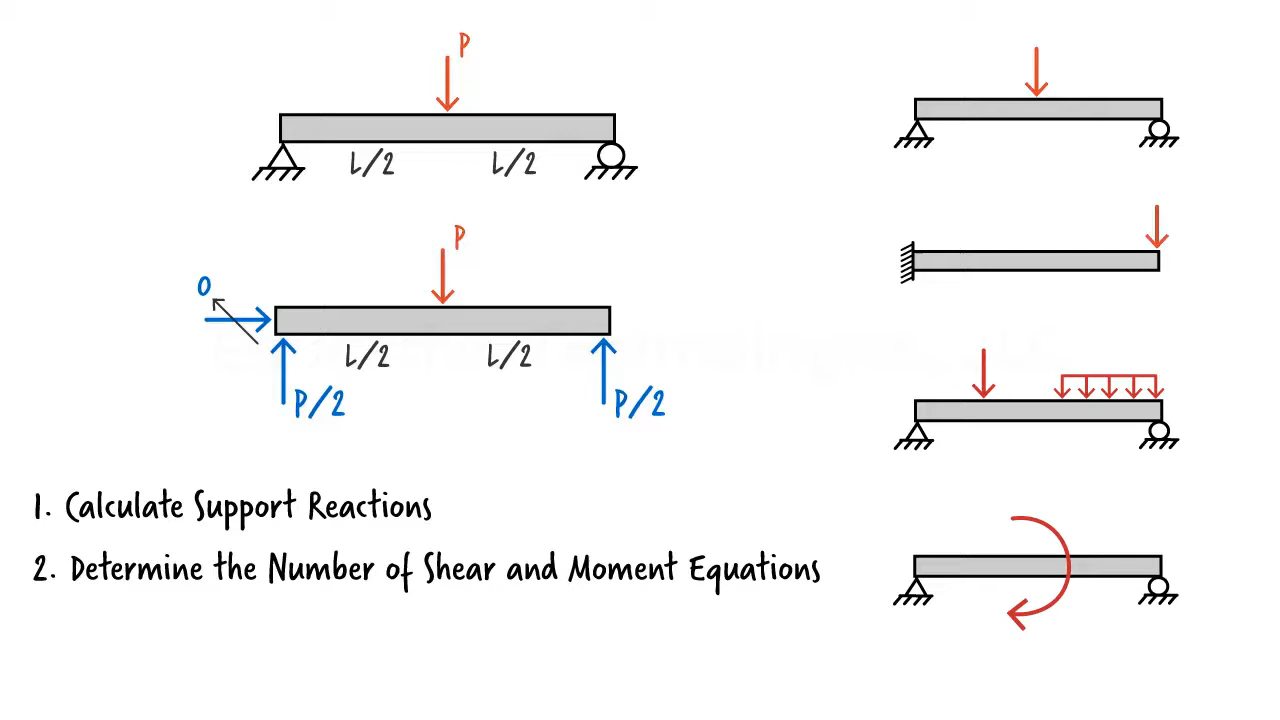 P
L/2 L/2
P
0
L/2 L/2
P/2 P/2
1. Calculate Support Reactions
2. Determine the Number of Shear and Moment Equations